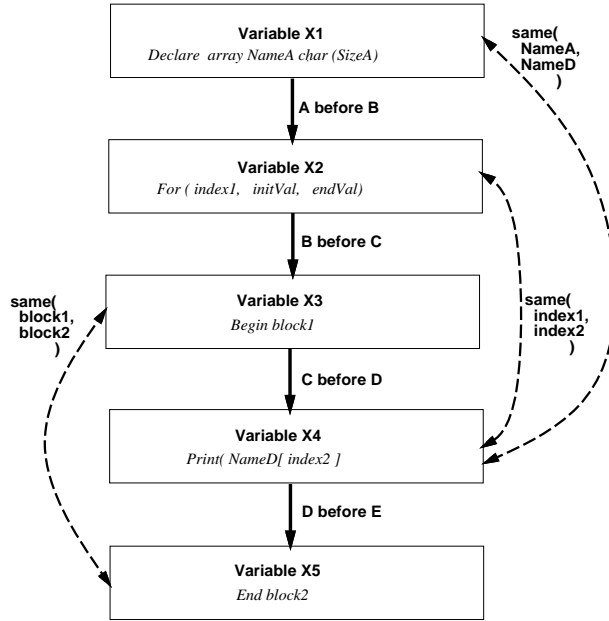 Variable X1
Declare array NameA char (SizeA)
same(
NameA,
NameD
)
A before B
Variable X2
For ( index1, initVal, endVal)
B before C
Variable X3
Begin block1
same(
block1,
block2
)
same(
index1,
index2
)
C before D
Variable X4
Print( NameD[ index2 ]
D before E
Variable X5
End block2